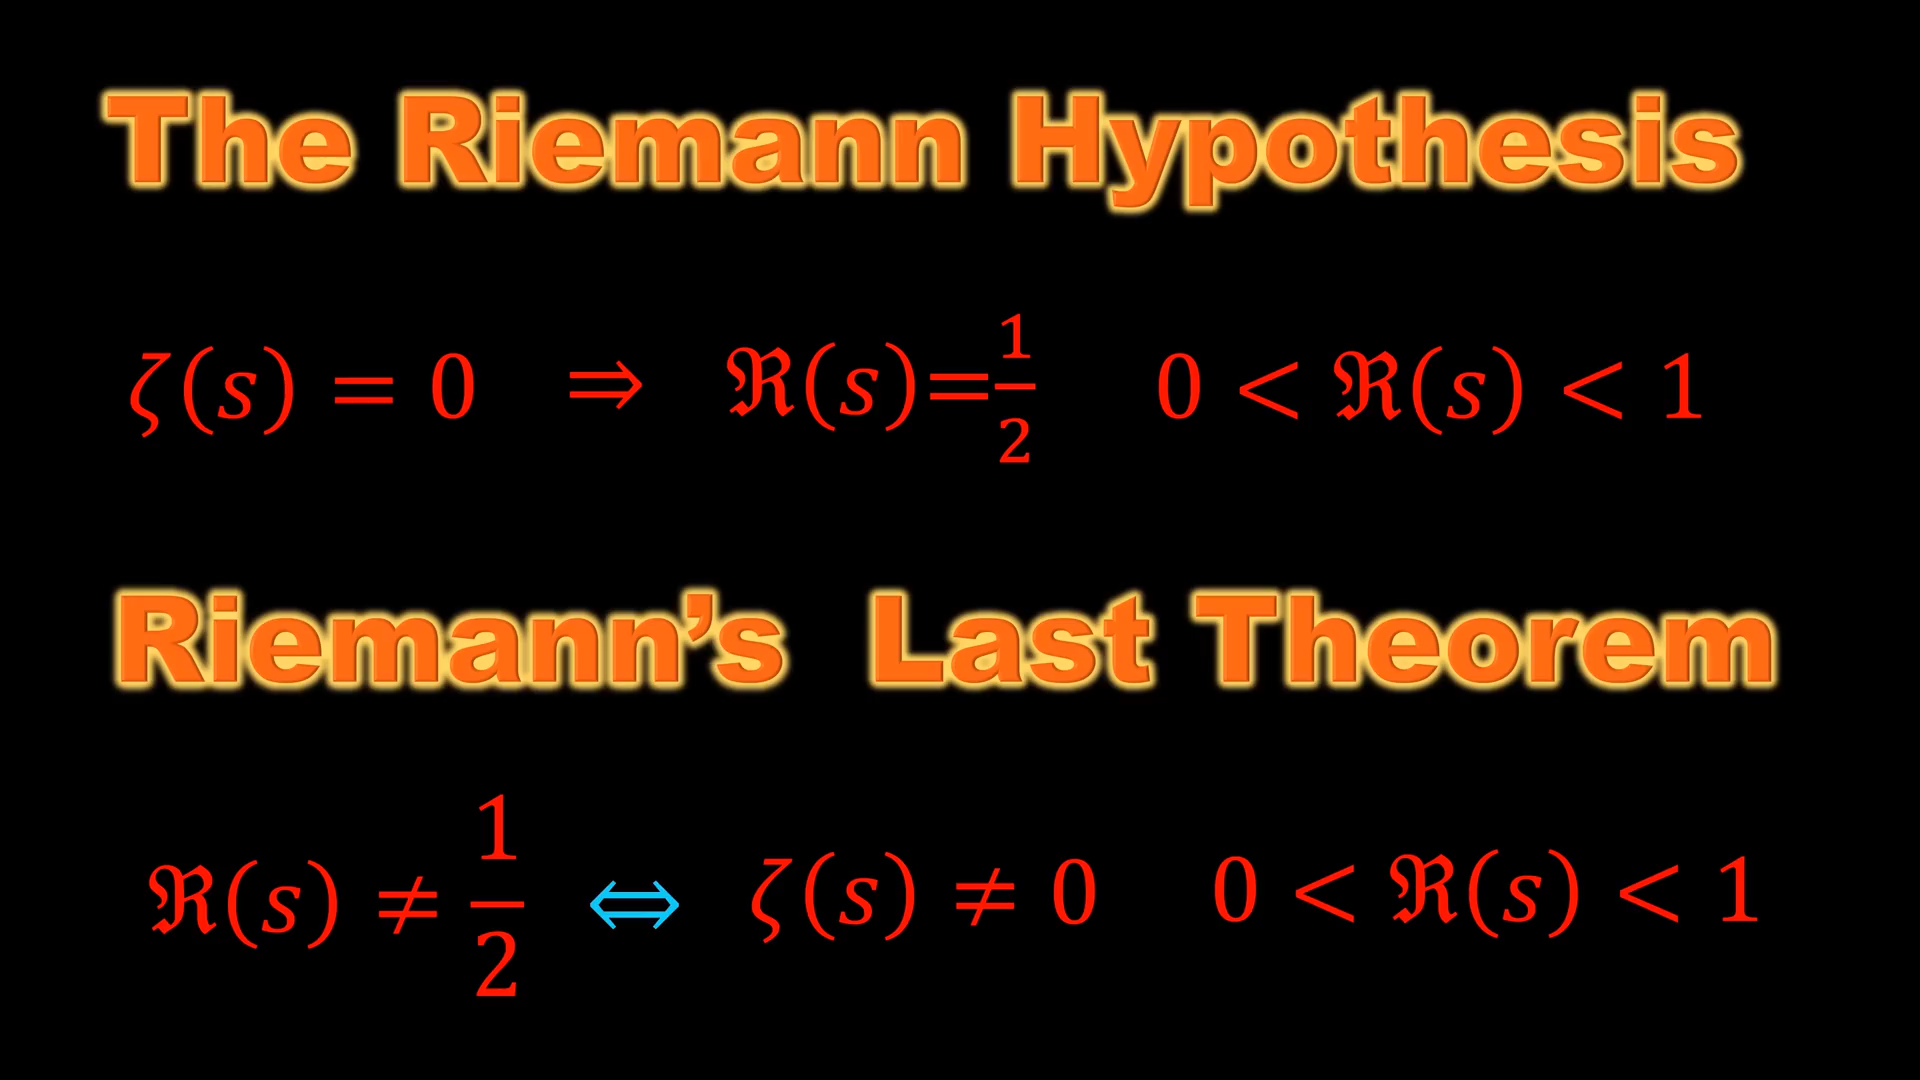 The Riemann Hypothesis
ζ(s) = 0 ⇒ ℜ(s)=1/2 0 < ℜ(s) < 1
Riemann’s Last Theorem
ℜ(s) ≠ 1/2 ⇔ ζ(s) ≠ 0 0 < ℜ(s) < 1